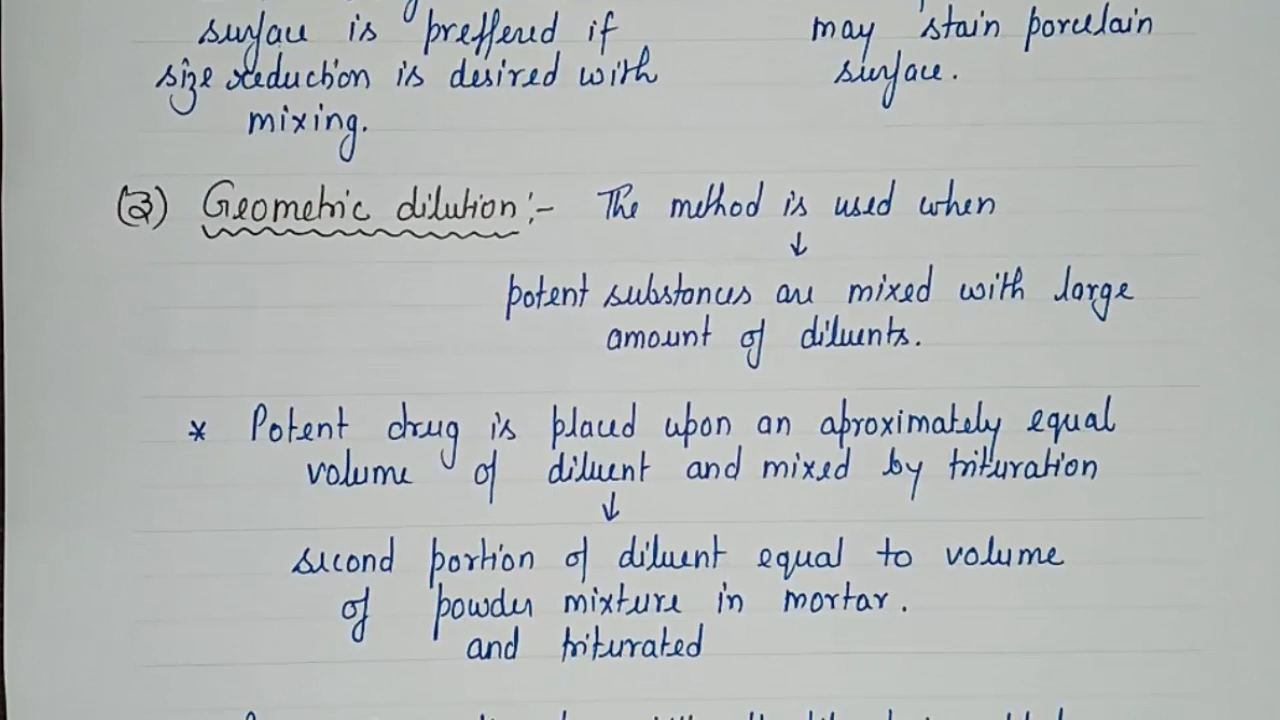 surface is preffered if
size reduction is desired with
mixing.
may stain porcelain
surface.
(2) Geometric dilution :- The method is used when
↓
potent substances are mixed with large
amount of diluents.
* Potent drug is placed upon an aproximately equal
volume of diluent and mixed by trituration
↓
second portion of diluent equal to volume
of powder mixture in mortar.
and triturated